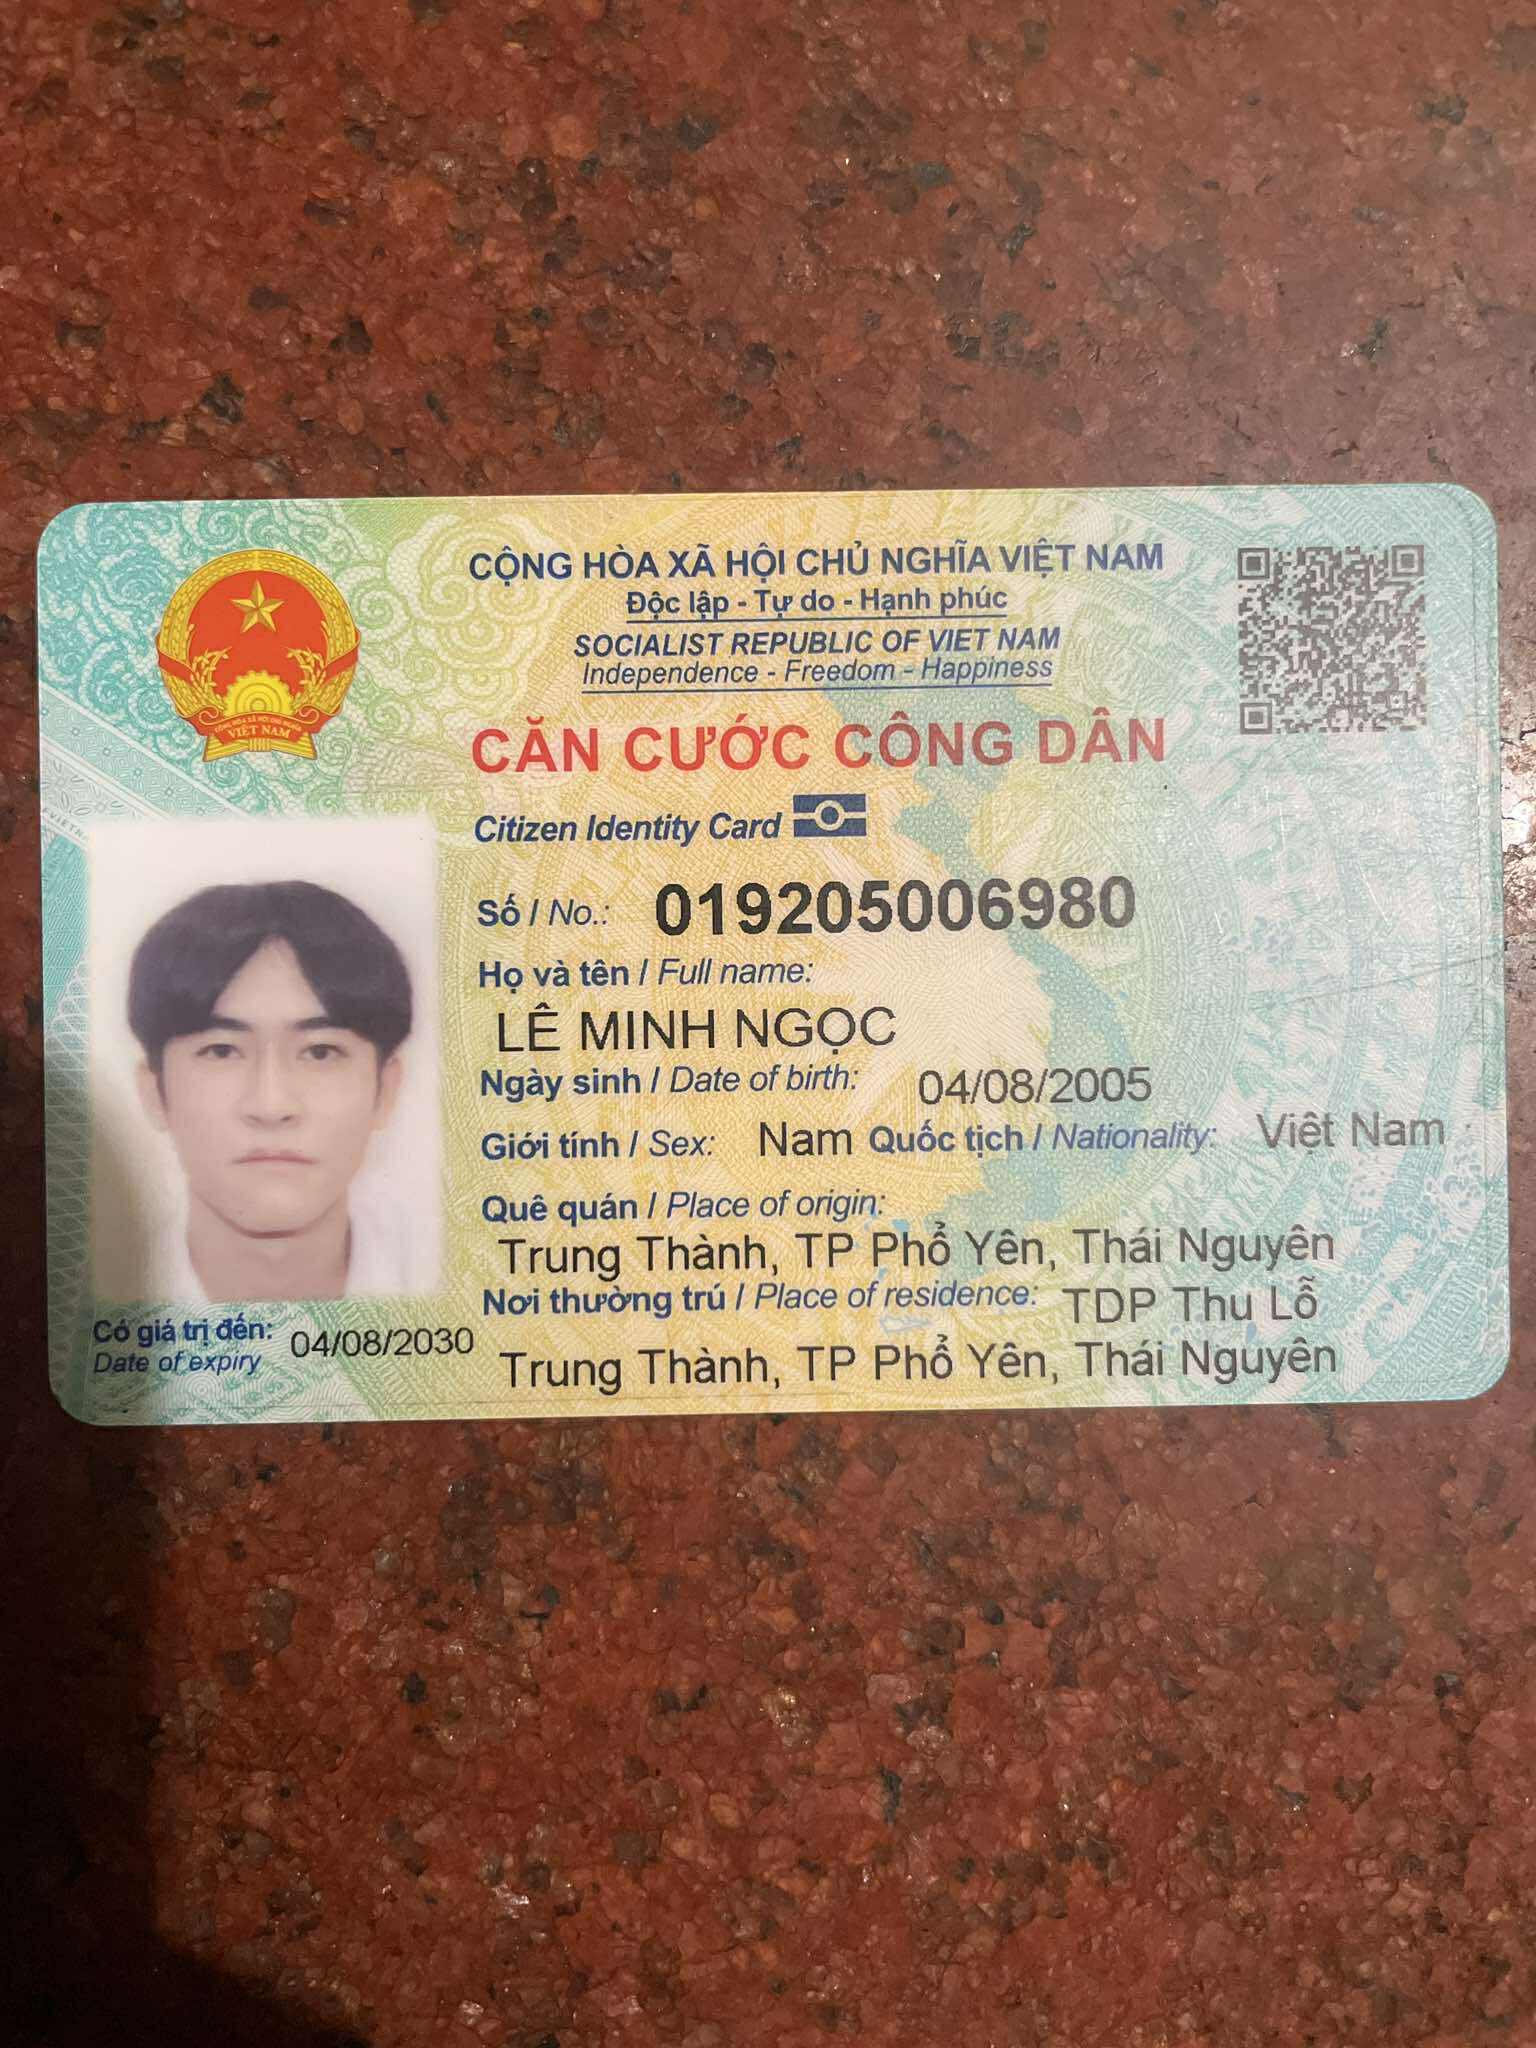 CỘNG HÒA XÃ HỘI CHỦ NGHĨA VIỆT NAM
Độc lập - Tự do - Hạnh phúc
SOCIALIST REPUBLIC OF VIET NAM
Independence - Freedom - Happiness
CĂN CƯỚC CÔNG DÂN
Citizen Identity Card
VIỆT NAM
Số / No.: 019205006980
Họ và tên / Full name:
LÊ MINH NGỌC
Ngày sinh / Date of birth: 04/08/2005
Giới tính / Sex: Nam Quốc tịch / Nationality: Việt Nam
Quê quán / Place of origin:
Trung Thành, TP Phổ Yên, Thái Nguyên
Nơi thường trú / Place of residence: TDP Thu Lỗ
Trung Thành, TP Phổ Yên, Thái Nguyên
Có giá trị đến: 04/08/2030
Date of expiry